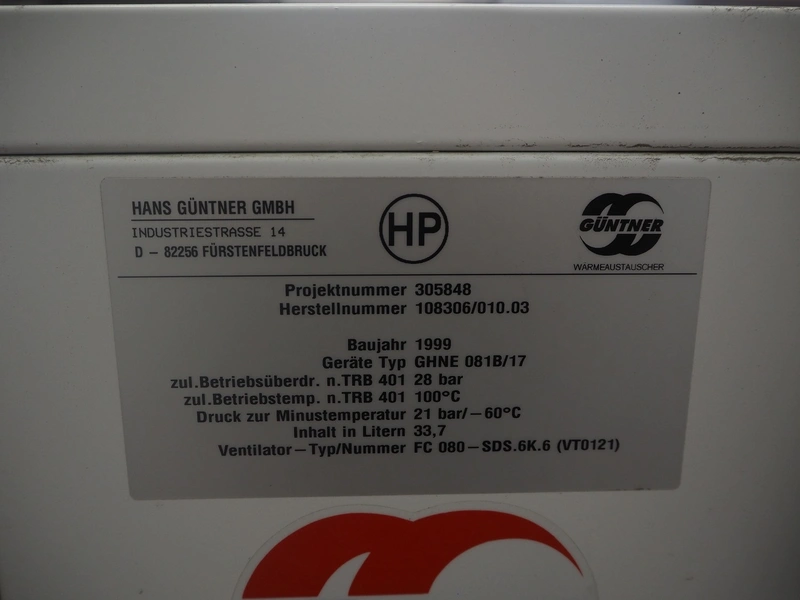 HANS GÜNTNER GMBH
INDUSTRIESTRASSE 14
D - 82256 FÜRSTENFELDBRUCK
HP
GÜNTNER
WÄRMEAUSTAUSCHER
Projektnummer 305848
Herstellnummer 108306/010.03
Baujahr 1999
Geräte Typ GHNE 081B/17
zul.Betriebsüberdr. n.TRB 401 28 bar
zul.Betriebstemp. n.TRB 401 100°C
Druck zur Minustemperatur 21 bar/-60°C
Inhalt in Litern 33,7
Ventilator-Typ/Nummer FC 080-SDS.6K.6 (VT0121)